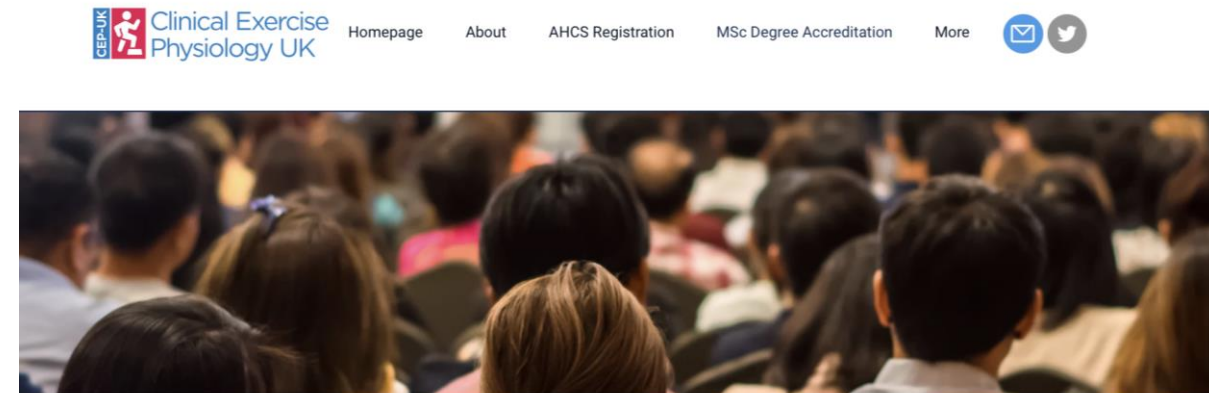 CEP-UK
Clinical Exercise
Physiology UK
Homepage About AHCS Registration MSc Degree Accreditation More